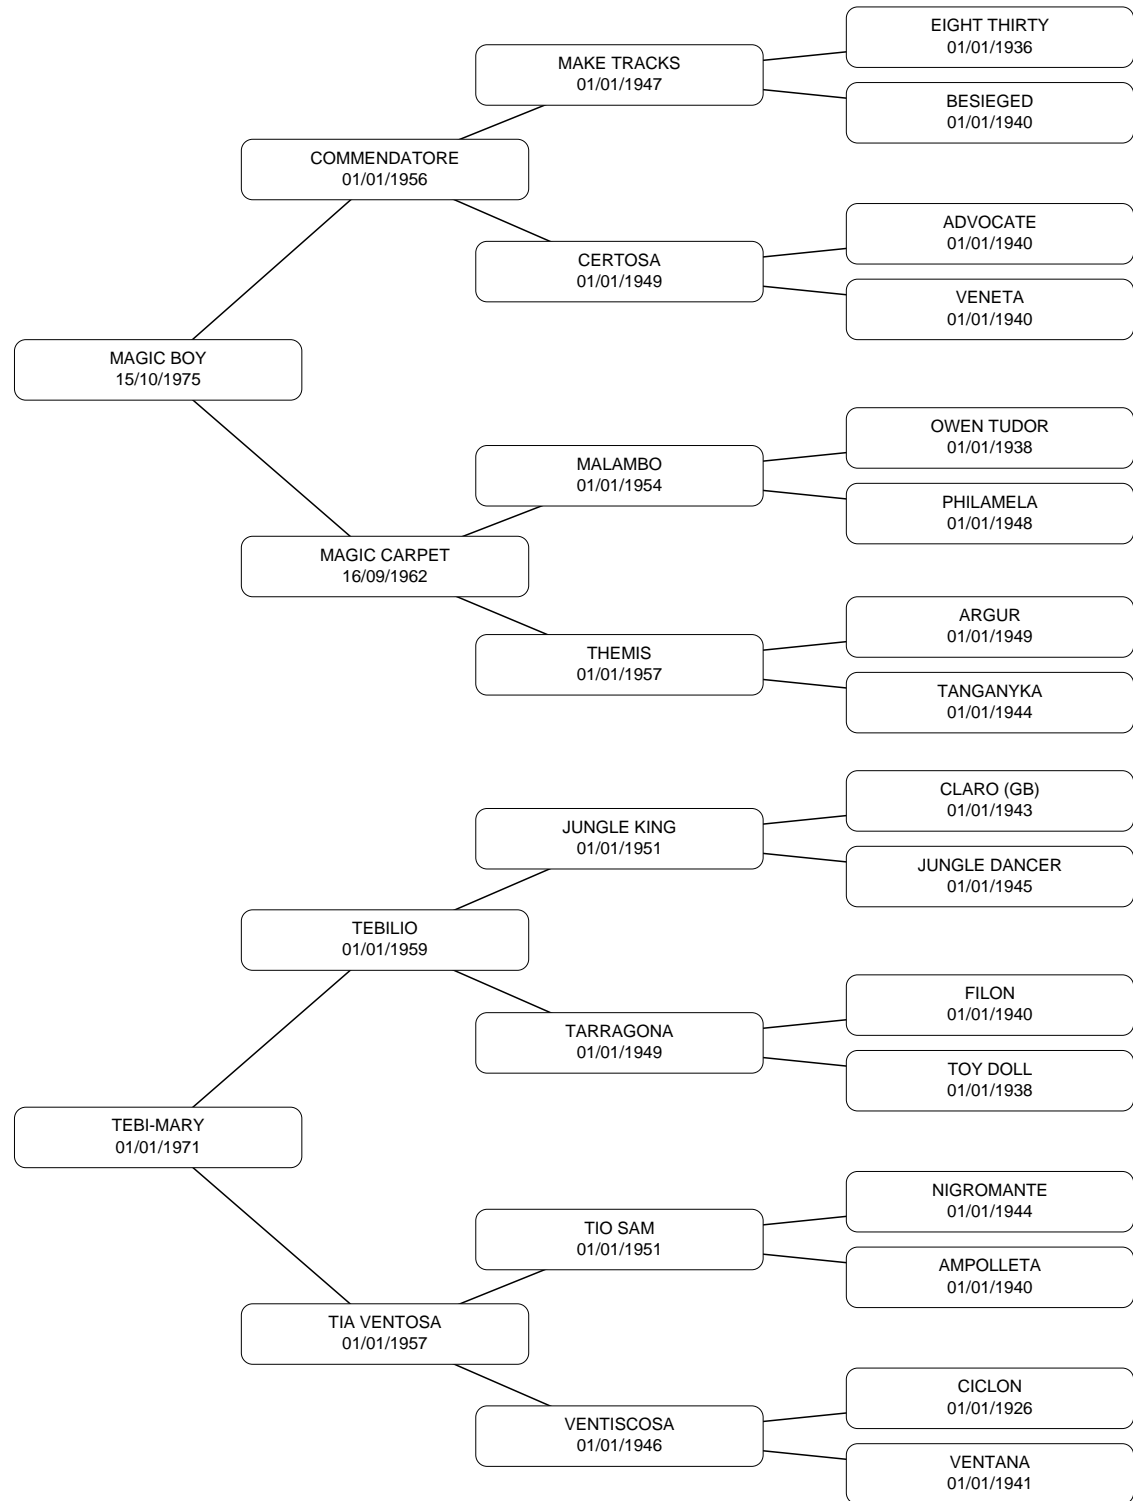 EIGHT THIRTY
01/01/1936
MAKE TRACKS
01/01/1947
BESIEGED
01/01/1940
COMMENDATORE
01/01/1956
ADVOCATE
01/01/1940
CERTOSA
01/01/1949
VENETA
01/01/1940
MAGIC BOY
15/10/1975
OWEN TUDOR
01/01/1938
MALAMBO
01/01/1954
PHILAMELA
01/01/1948
MAGIC CARPET
16/09/1962
ARGUR
01/01/1949
THEMIS
01/01/1957
TANGANYKA
01/01/1944
CLARO (GB)
01/01/1943
JUNGLE KING
01/01/1951
JUNGLE DANCER
01/01/1945
TEBILIO
01/01/1959
FILON
01/01/1940
TARRAGONA
01/01/1949
TOY DOLL
01/01/1938
TEBI-MARY
01/01/1971
NIGROMANTE
01/01/1944
TIO SAM
01/01/1951
AMPOLLETA
01/01/1940
TIA VENTOSA
01/01/1957
CICLON
01/01/1926
VENTISCOSA
01/01/1946
VENTANA
01/01/1941